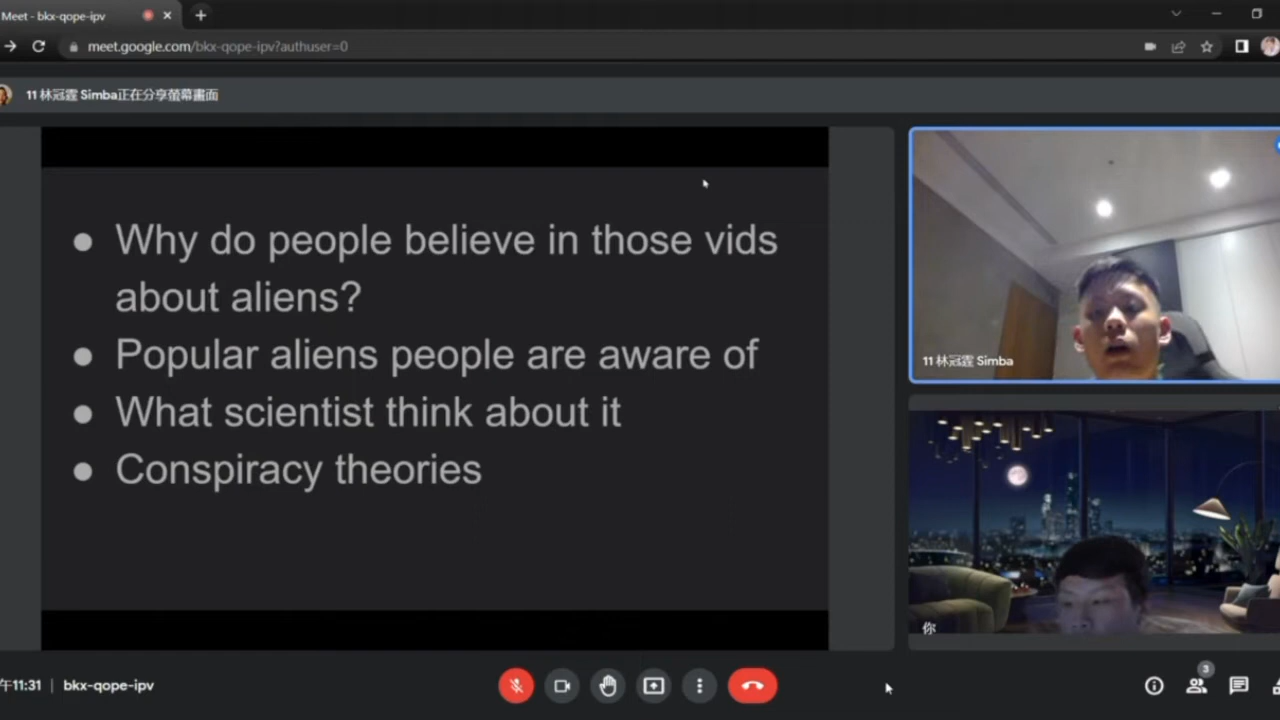 Meet - bkx-qope-ipv
meet.google.com/bkx-qope-ipv?authuser=0
11 林冠霆 Simba正在分享螢幕畫面
● Why do people believe in those vids
about aliens?
● Popular aliens people are aware of
● What scientist think about it
● Conspiracy theories
11 林冠霆 Simba
你
午11:31 | bkx-qope-ipv
3